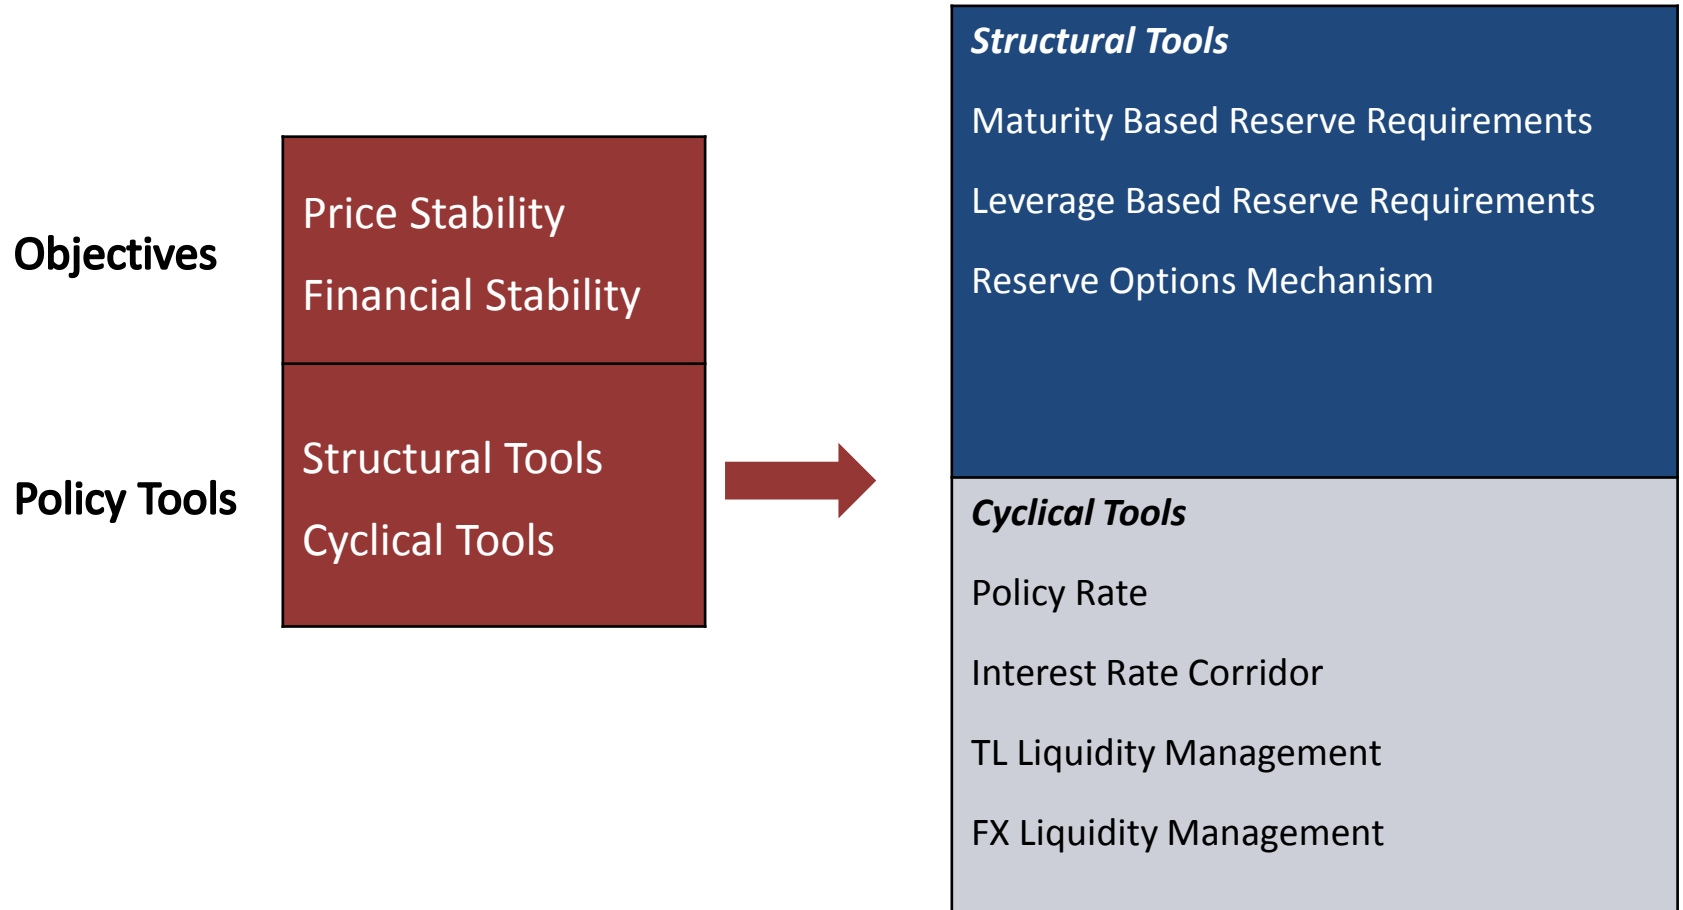 Objectives
Price Stability
Financial Stability
Policy Tools
Structural Tools
Cyclical Tools
Structural Tools
Maturity Based Reserve Requirements
Leverage Based Reserve Requirements
Reserve Options Mechanism
Cyclical Tools
Policy Rate
Interest Rate Corridor
TL Liquidity Management
FX Liquidity Management